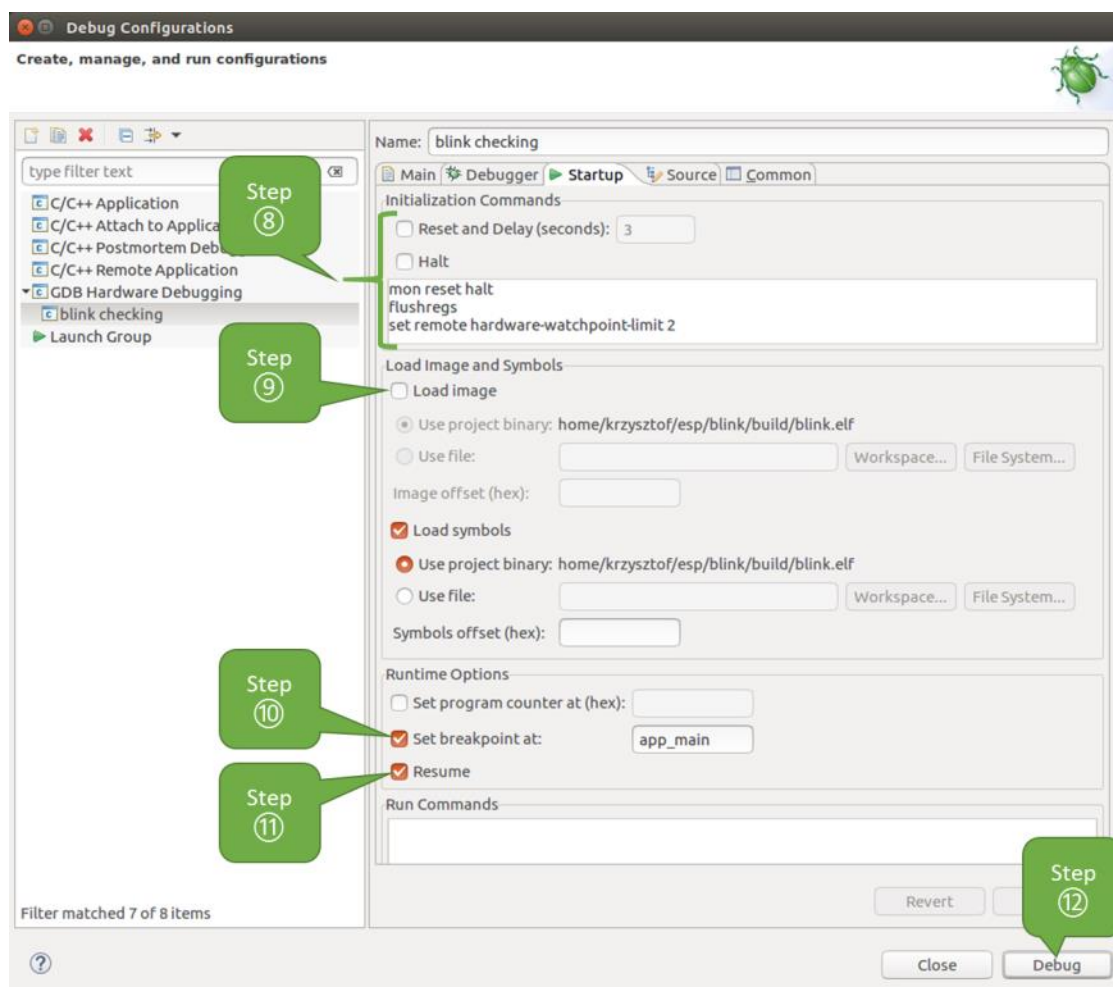 Debug Configurations
Create, manage, and run configurations
type filter text
C/C++ Application
C/C++ Attach to Applica
C/C++ Postmortem Debu
C/C++ Remote Application
GDB Hardware Debugging
blink checking
Launch Group
Filter matched 7 of 8 items
Step
⑧
Step
⑨
Step
⑩
Step
⑪
Name: blink checking
Main Debugger Startup Source Common
Initialization Commands
Reset and Delay (seconds): 3
Halt
mon reset halt
flushregs
set remote hardware-watchpoint-limit 2
Load Image and Symbols
Load image
Use project binary: home/krzysztof/esp/blink/build/blink.elf
Use file: Workspace... File System...
Image offset (hex):
Load symbols
Use project binary: home/krzysztof/esp/blink/build/blink.elf
Use file: Workspace... File System...
Symbols offset (hex):
Runtime Options
Set program counter at (hex):
Set breakpoint at: app_main
Resume
Run Commands
Step
⑫
Revert
Close Debug